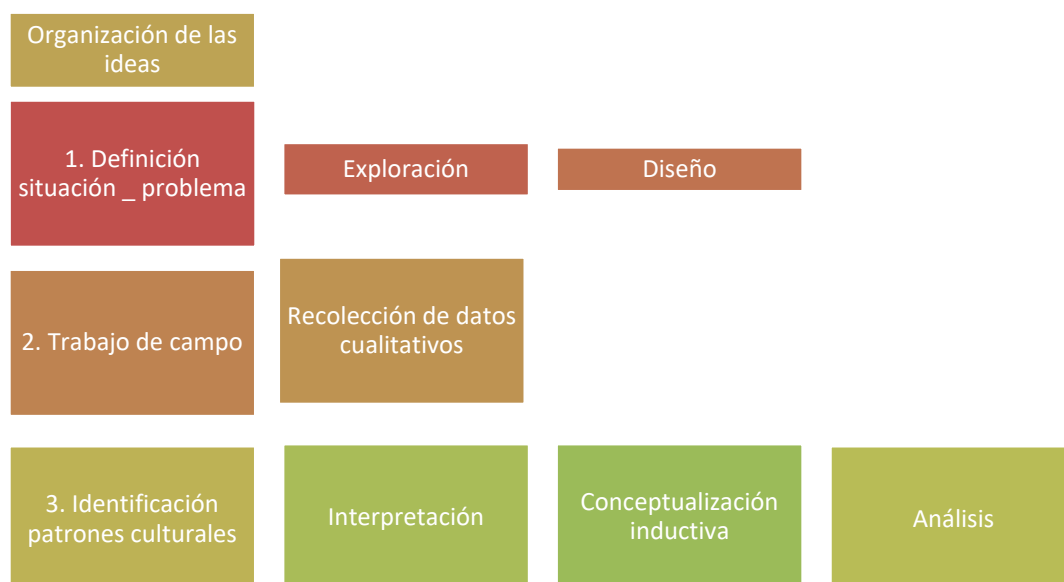 Organización de las
ideas
1. Definición
situación _ problema
Exploración
Diseño
2. Trabajo de campo
Recolección de datos
cualitativos
3. Identificación
patrones culturales
Interpretación
Conceptualización
inductiva
Análisis